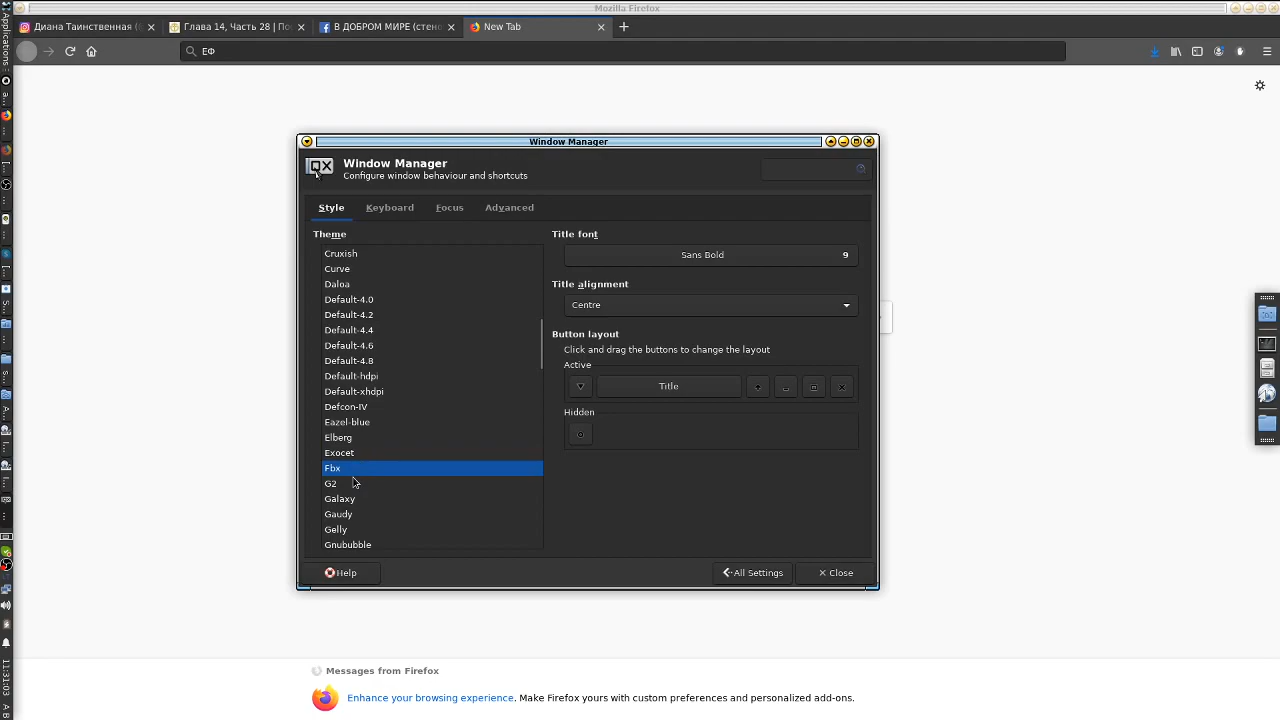 Mozilla Firefox
Applications
Диана Таинственная (
Глава 14, Часть 28 | По
В ДОБРОМ МИРЕ (стено
New Tab
ЕФ
Window Manager
Window Manager
Configure window behaviour and shortcuts
Style
Keyboard
Focus
Advanced
Theme
Cruxish
Curve
Daloa
Default-4.0
Default-4.2
Default-4.4
Default-4.6
Default-4.8
Default-hdpi
Default-xhdpi
Defcon-IV
Eazel-blue
Elberg
Exocet
Fbx
G2
Galaxy
Gaudy
Gelly
Gnububble
Title font
Sans Bold 9
Title alignment
Centre
Button layout
Click and drag the buttons to change the layout
Active
Title
Hidden
Help
All Settings
Close
11:31:03
Messages from Firefox
Enhance your browsing experience. Make Firefox yours with custom preferences and personalized add-ons.